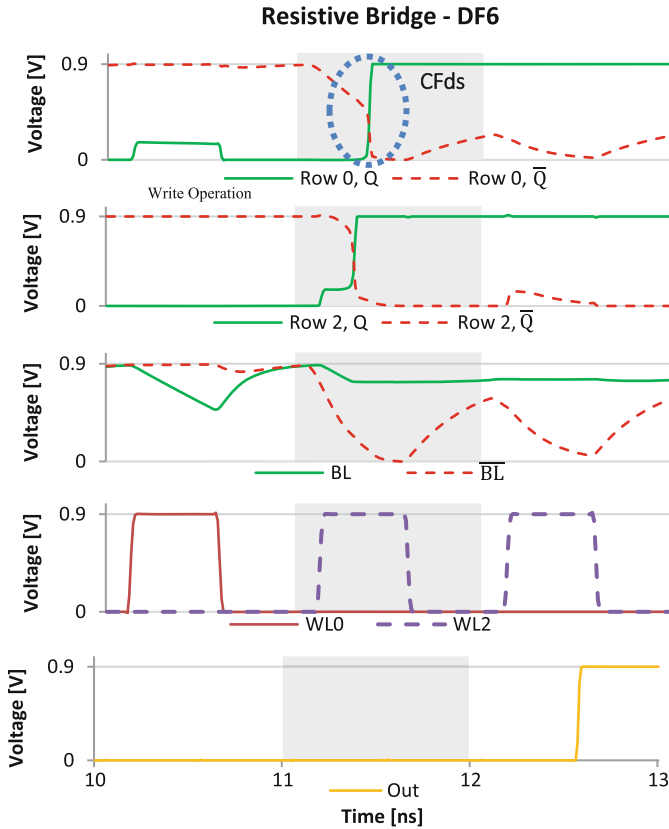 Resistive Bridge - DF6
Voltage [V]
0.9
0
CFds
Row 0, Q
Row 0, Q̅
Write Operation
Voltage [V]
0.9
0
Row 2, Q
Row 2, Q̅
Voltage [V]
0.9
0
BL
B̅L̅
Voltage [V]
0.9
0
WL0
WL2
Voltage [V]
0.9
0
10
11
12
13
Out
Time [ns]